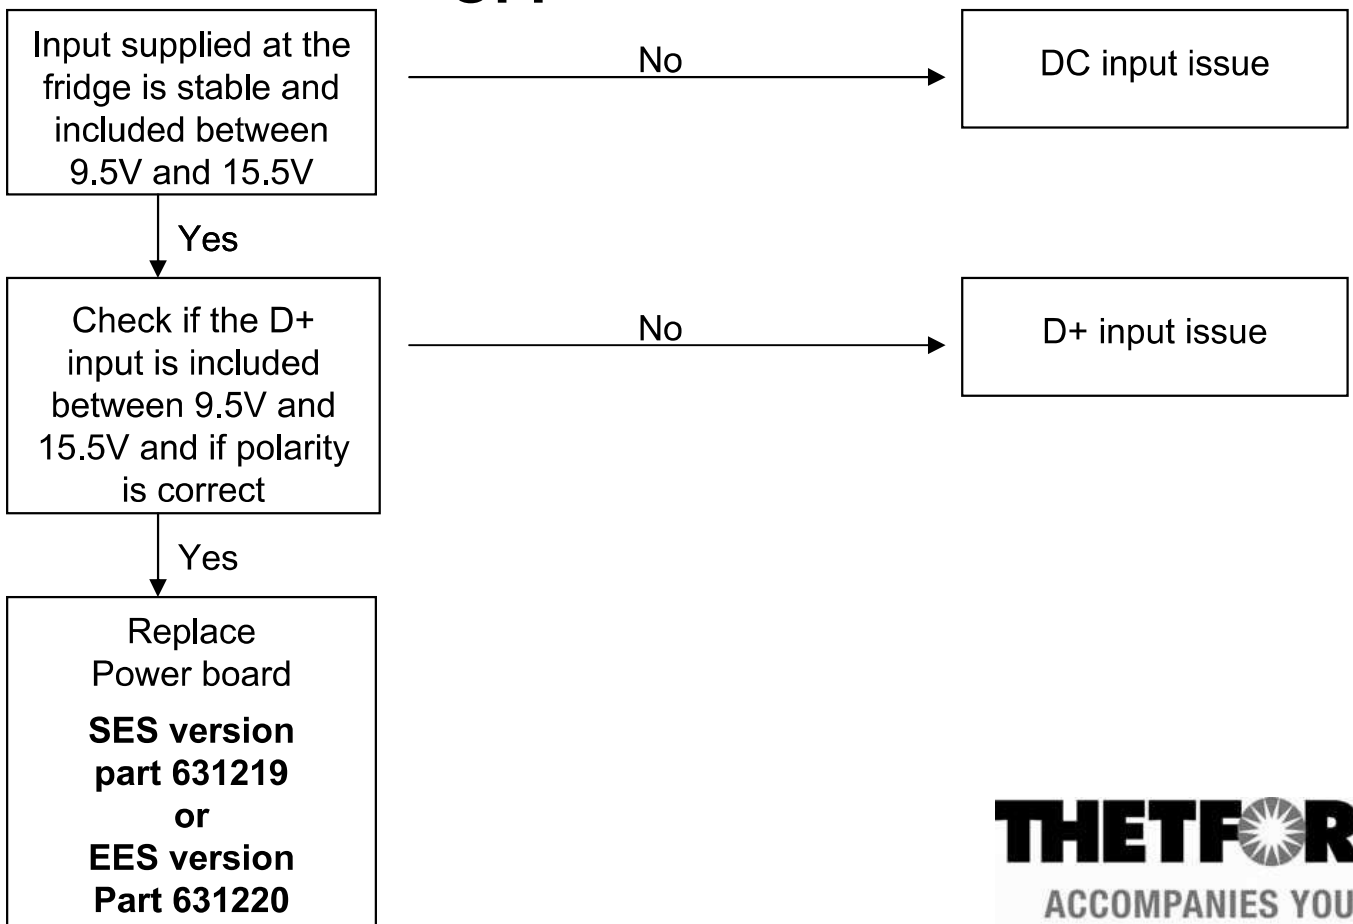 Input supplied at the
fridge is stable and
included between
9.5V and 15.5V
No
DC input issue
Yes
Check if the D+
input is included
between 9.5V and
15.5V and if polarity
is correct
No
D+ input issue
Yes
Replace
Power board
SES version
part 631219
or
EES version
Part 631220
THETFOR
ACCOMPANIES YOU